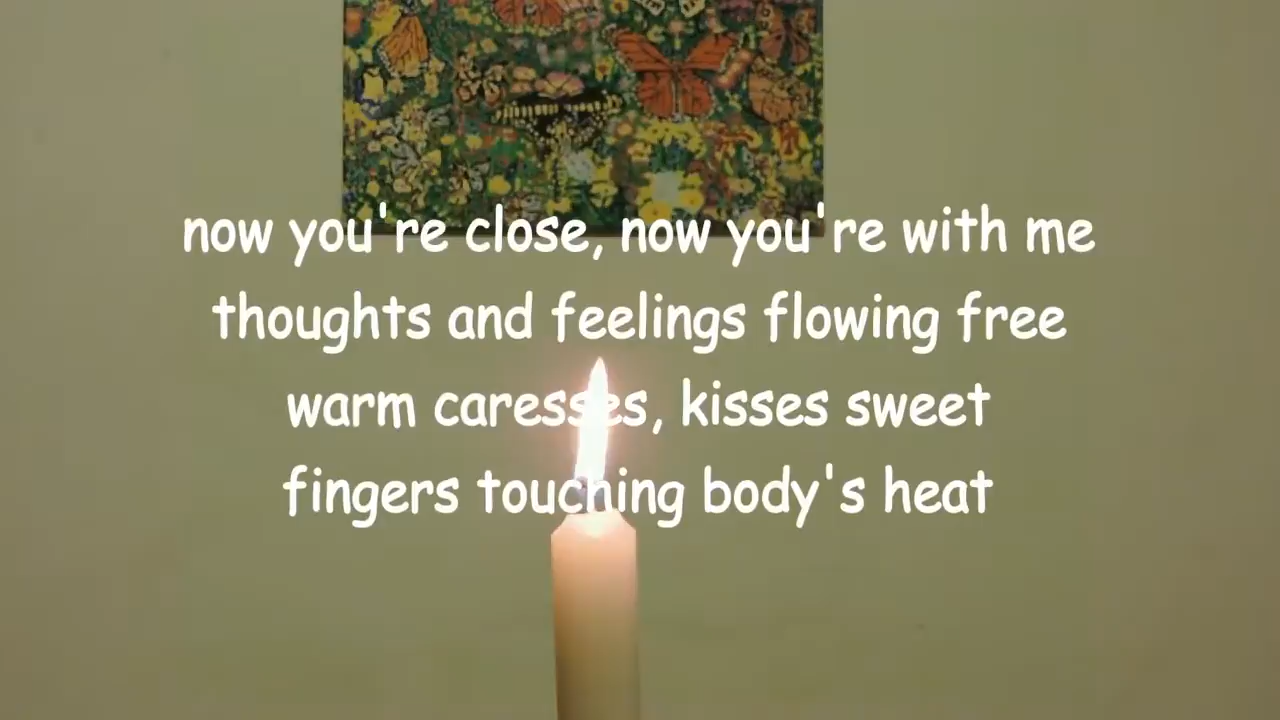 now you're close, now you're with me
thoughts and feelings flowing free
warm caresses, kisses sweet
fingers touching body's heat